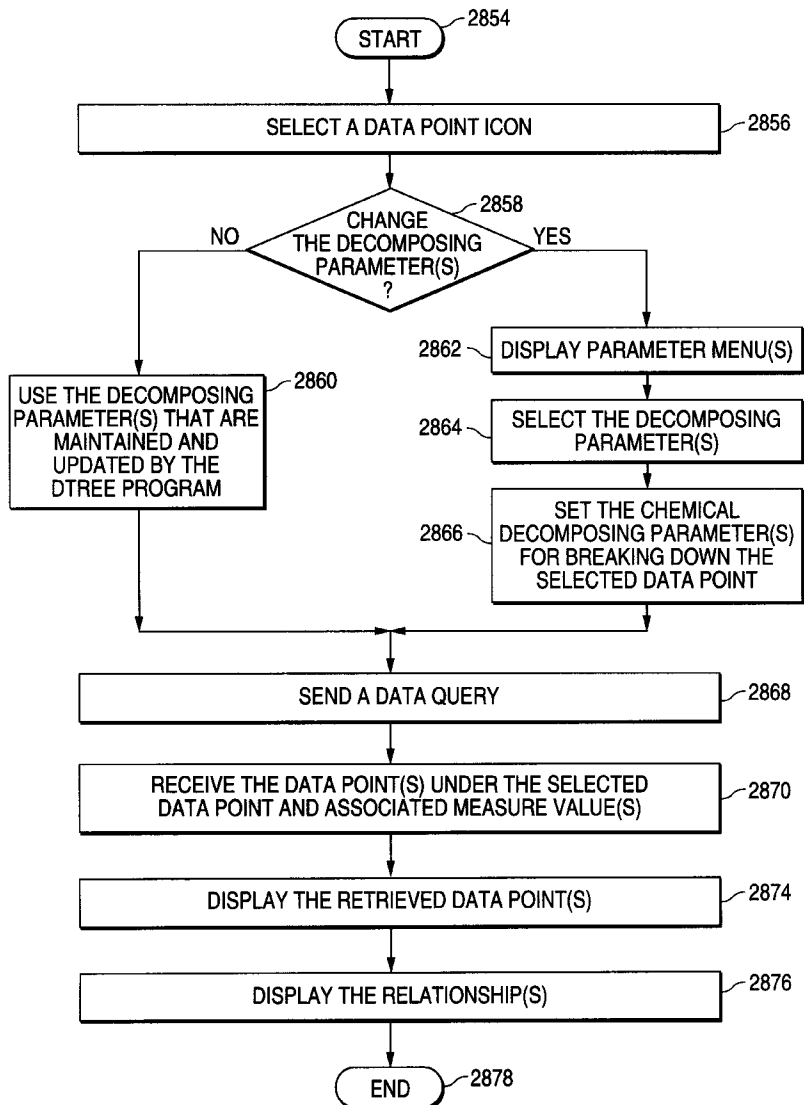 START
2854
SELECT A DATA POINT ICON
2856
CHANGE
THE DECOMPOSING
PARAMETER(S)
?
2858
NO
YES
2862
DISPLAY PARAMETER MENU(S)
USE THE DECOMPOSING
PARAMETER(S) THAT ARE
MAINTAINED AND
UPDATED BY THE
DTREE PROGRAM
2860
2864
SELECT THE DECOMPOSING
PARAMETER(S)
2866
SET THE CHEMICAL
DECOMPOSING PARAMETER(S)
FOR BREAKING DOWN THE
SELECTED DATA POINT
SEND A DATA QUERY
2868
RECEIVE THE DATA POINT(S) UNDER THE SELECTED
DATA POINT AND ASSOCIATED MEASURE VALUE(S)
2870
DISPLAY THE RETRIEVED DATA POINT(S)
2874
DISPLAY THE RELATIONSHIP(S)
2876
END
2878